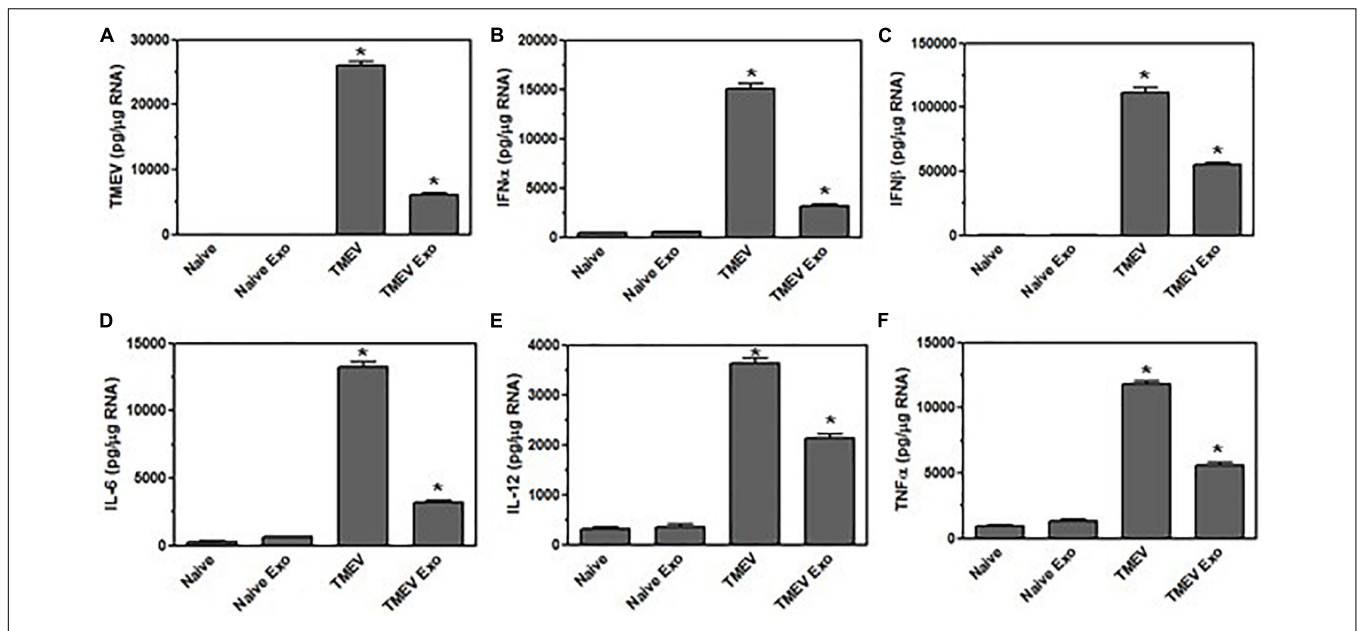 A
TMEV (pg/µg RNA)
30000
20000
10000
0
*
*
Naive
Naive Exo
TMEV
TMEV Exo
B
IFNα (pg/µg RNA)
20000
15000
10000
5000
0
*
*
Naive
Naive Exo
TMEV
TMEV Exo
C
IFNβ (pg/µg RNA)
150000
100000
50000
0
*
*
Naive
Naive Exo
TMEV
TMEV Exo
D
IL-6 (pg/µg RNA)
15000
10000
5000
0
*
*
Naive
Naive Exo
TMEV
TMEV Exo
E
IL-12 (pg/µg RNA)
4000
3000
2000
1000
0
*
*
Naive
Naive Exo
TMEV
TMEV Exo
F
TNFα (pg/µg RNA)
15000
10000
5000
0
*
*
Naive
Naive Exo
TMEV
TMEV Exo